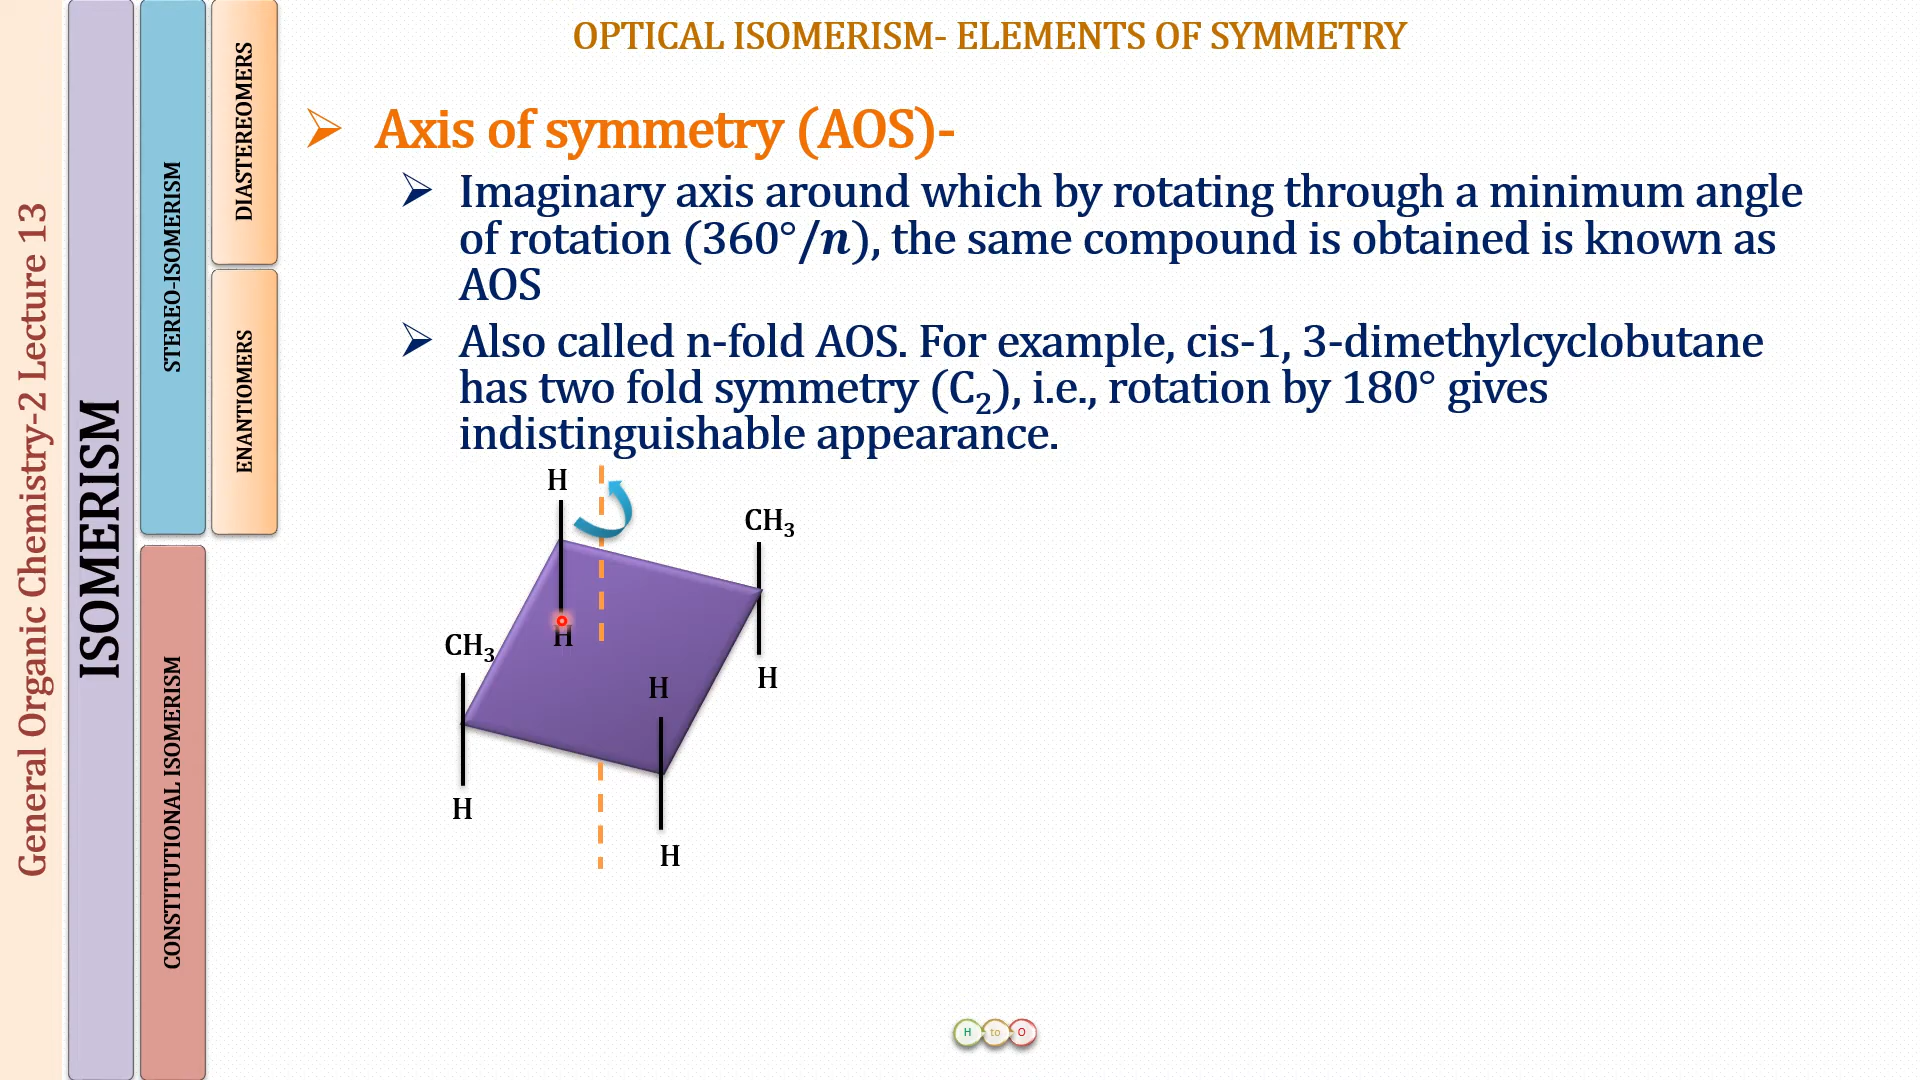 OPTICAL ISOMERISM- ELEMENTS OF SYMMETRY
General Organic Chemistry-2 Lecture 13
ISOMERISM
STEREO-ISOMERISM
CONSTITUTIONAL ISOMERISM
DIASTEREOMERS
ENANTIOMERS
Axis of symmetry (AOS)-
Imaginary axis around which by rotating through a minimum angle
of rotation (360°/n), the same compound is obtained is known as
AOS
Also called n-fold AOS. For example, cis-1, 3-dimethylcyclobutane
has two fold symmetry (C₂), i.e., rotation by 180° gives
indistinguishable appearance.
H
CH₃
H
CH₃
H
H
H
H
H to O